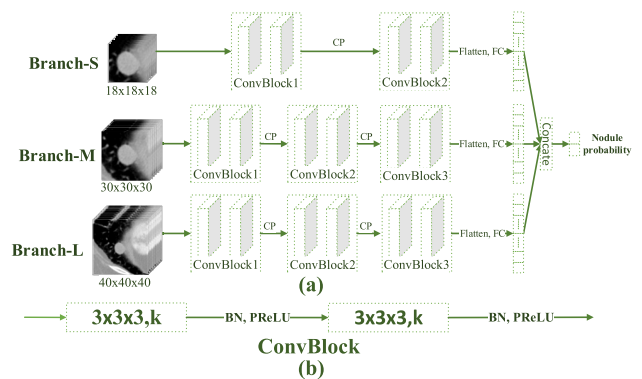 Branch-S
18x18x18
ConvBlock1
CP
ConvBlock2
Flatten, FC
Branch-M
30x30x30
ConvBlock1
CP
ConvBlock2
CP
ConvBlock3
Flatten, FC
Concate
Nodule
probability
Branch-L
40x40x40
ConvBlock1
CP
ConvBlock2
CP
ConvBlock3
Flatten, FC
(a)
3x3x3,k
BN, PReLU
3x3x3,k
BN, PReLU
ConvBlock
(b)